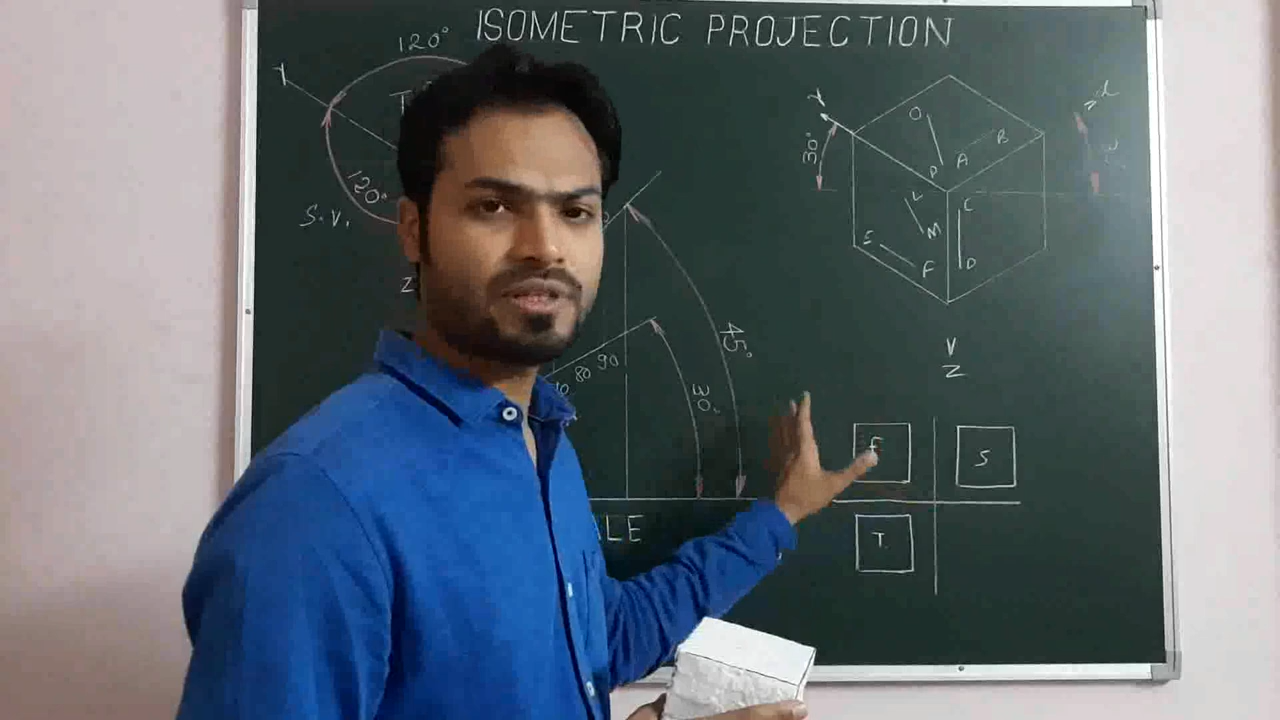 ISOMETRIC PROJECTION
120°
Y
T
120°
S.V.
Z
80 90
45°
30°
LE
Y
30°
O
P
A
B
L
M
C
D
E
F
V
Z
F
S
T